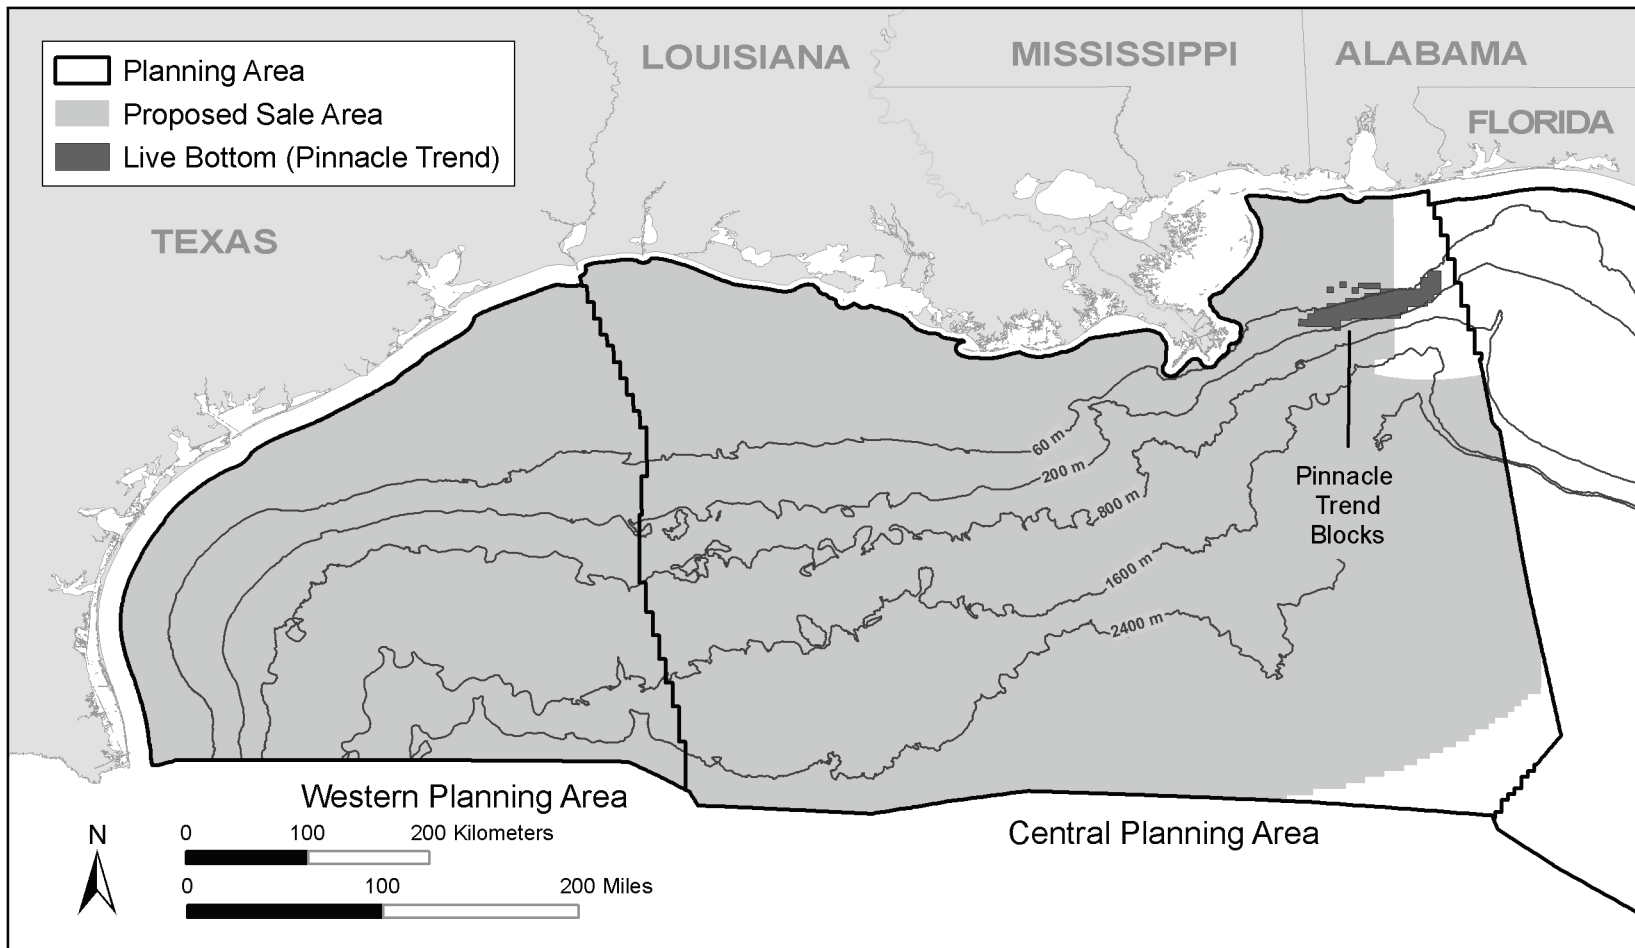 Planning Area
Proposed Sale Area
Live Bottom (Pinnacle Trend)
LOUISIANA
MISSISSIPPI
ALABAMA
FLORIDA
TEXAS
60 m
200 m
800 m
1600 m
2400 m
Pinnacle
Trend
Blocks
Western Planning Area
Central Planning Area
N
0 100 200 Kilometers
0 100 200 Miles